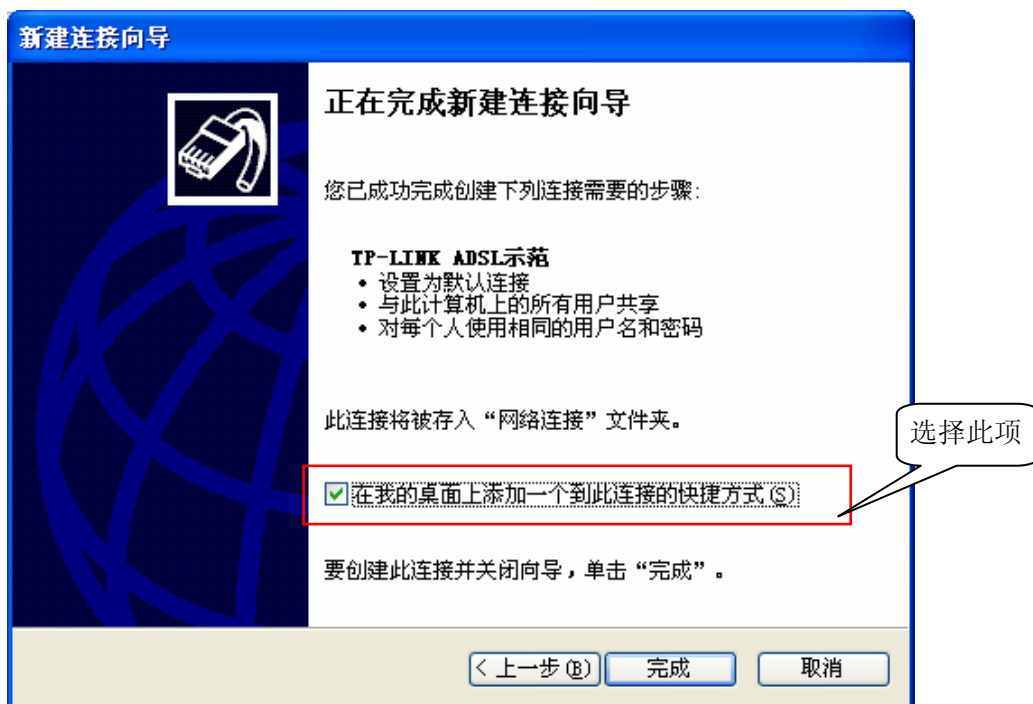 新建连接向导
正在完成新建连接向导
您已成功完成创建下列连接需要的步骤:
TP-LINK ADSL示范
• 设置为默认连接
• 与此计算机上的所有用户共享
• 对每个人使用相同的用户名和密码
此连接将被存入“网络连接”文件夹。
选择此项
在我的桌面上添加一个到此连接的快捷方式(S)
要创建此连接并关闭向导，单击“完成”。
< 上一步(B)
完成
取消